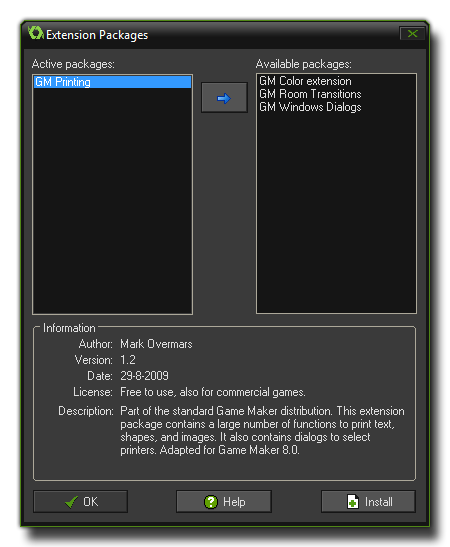 Extension Packages
Active packages:
Available packages:
GM Printing
GM Color extension
GM Room Transitions
GM Windows Dialogs
Information
Author: Mark Overmars
Version: 1.2
Date: 29-8-2009
License: Free to use, also for commercial games.
Description: Part of the standard Game Maker distribution. This extension
package contains a large number of functions to print text,
shapes, and images. It also contains dialogs to select
printers. Adapted for Game Maker 8.0.
OK
Help
Install